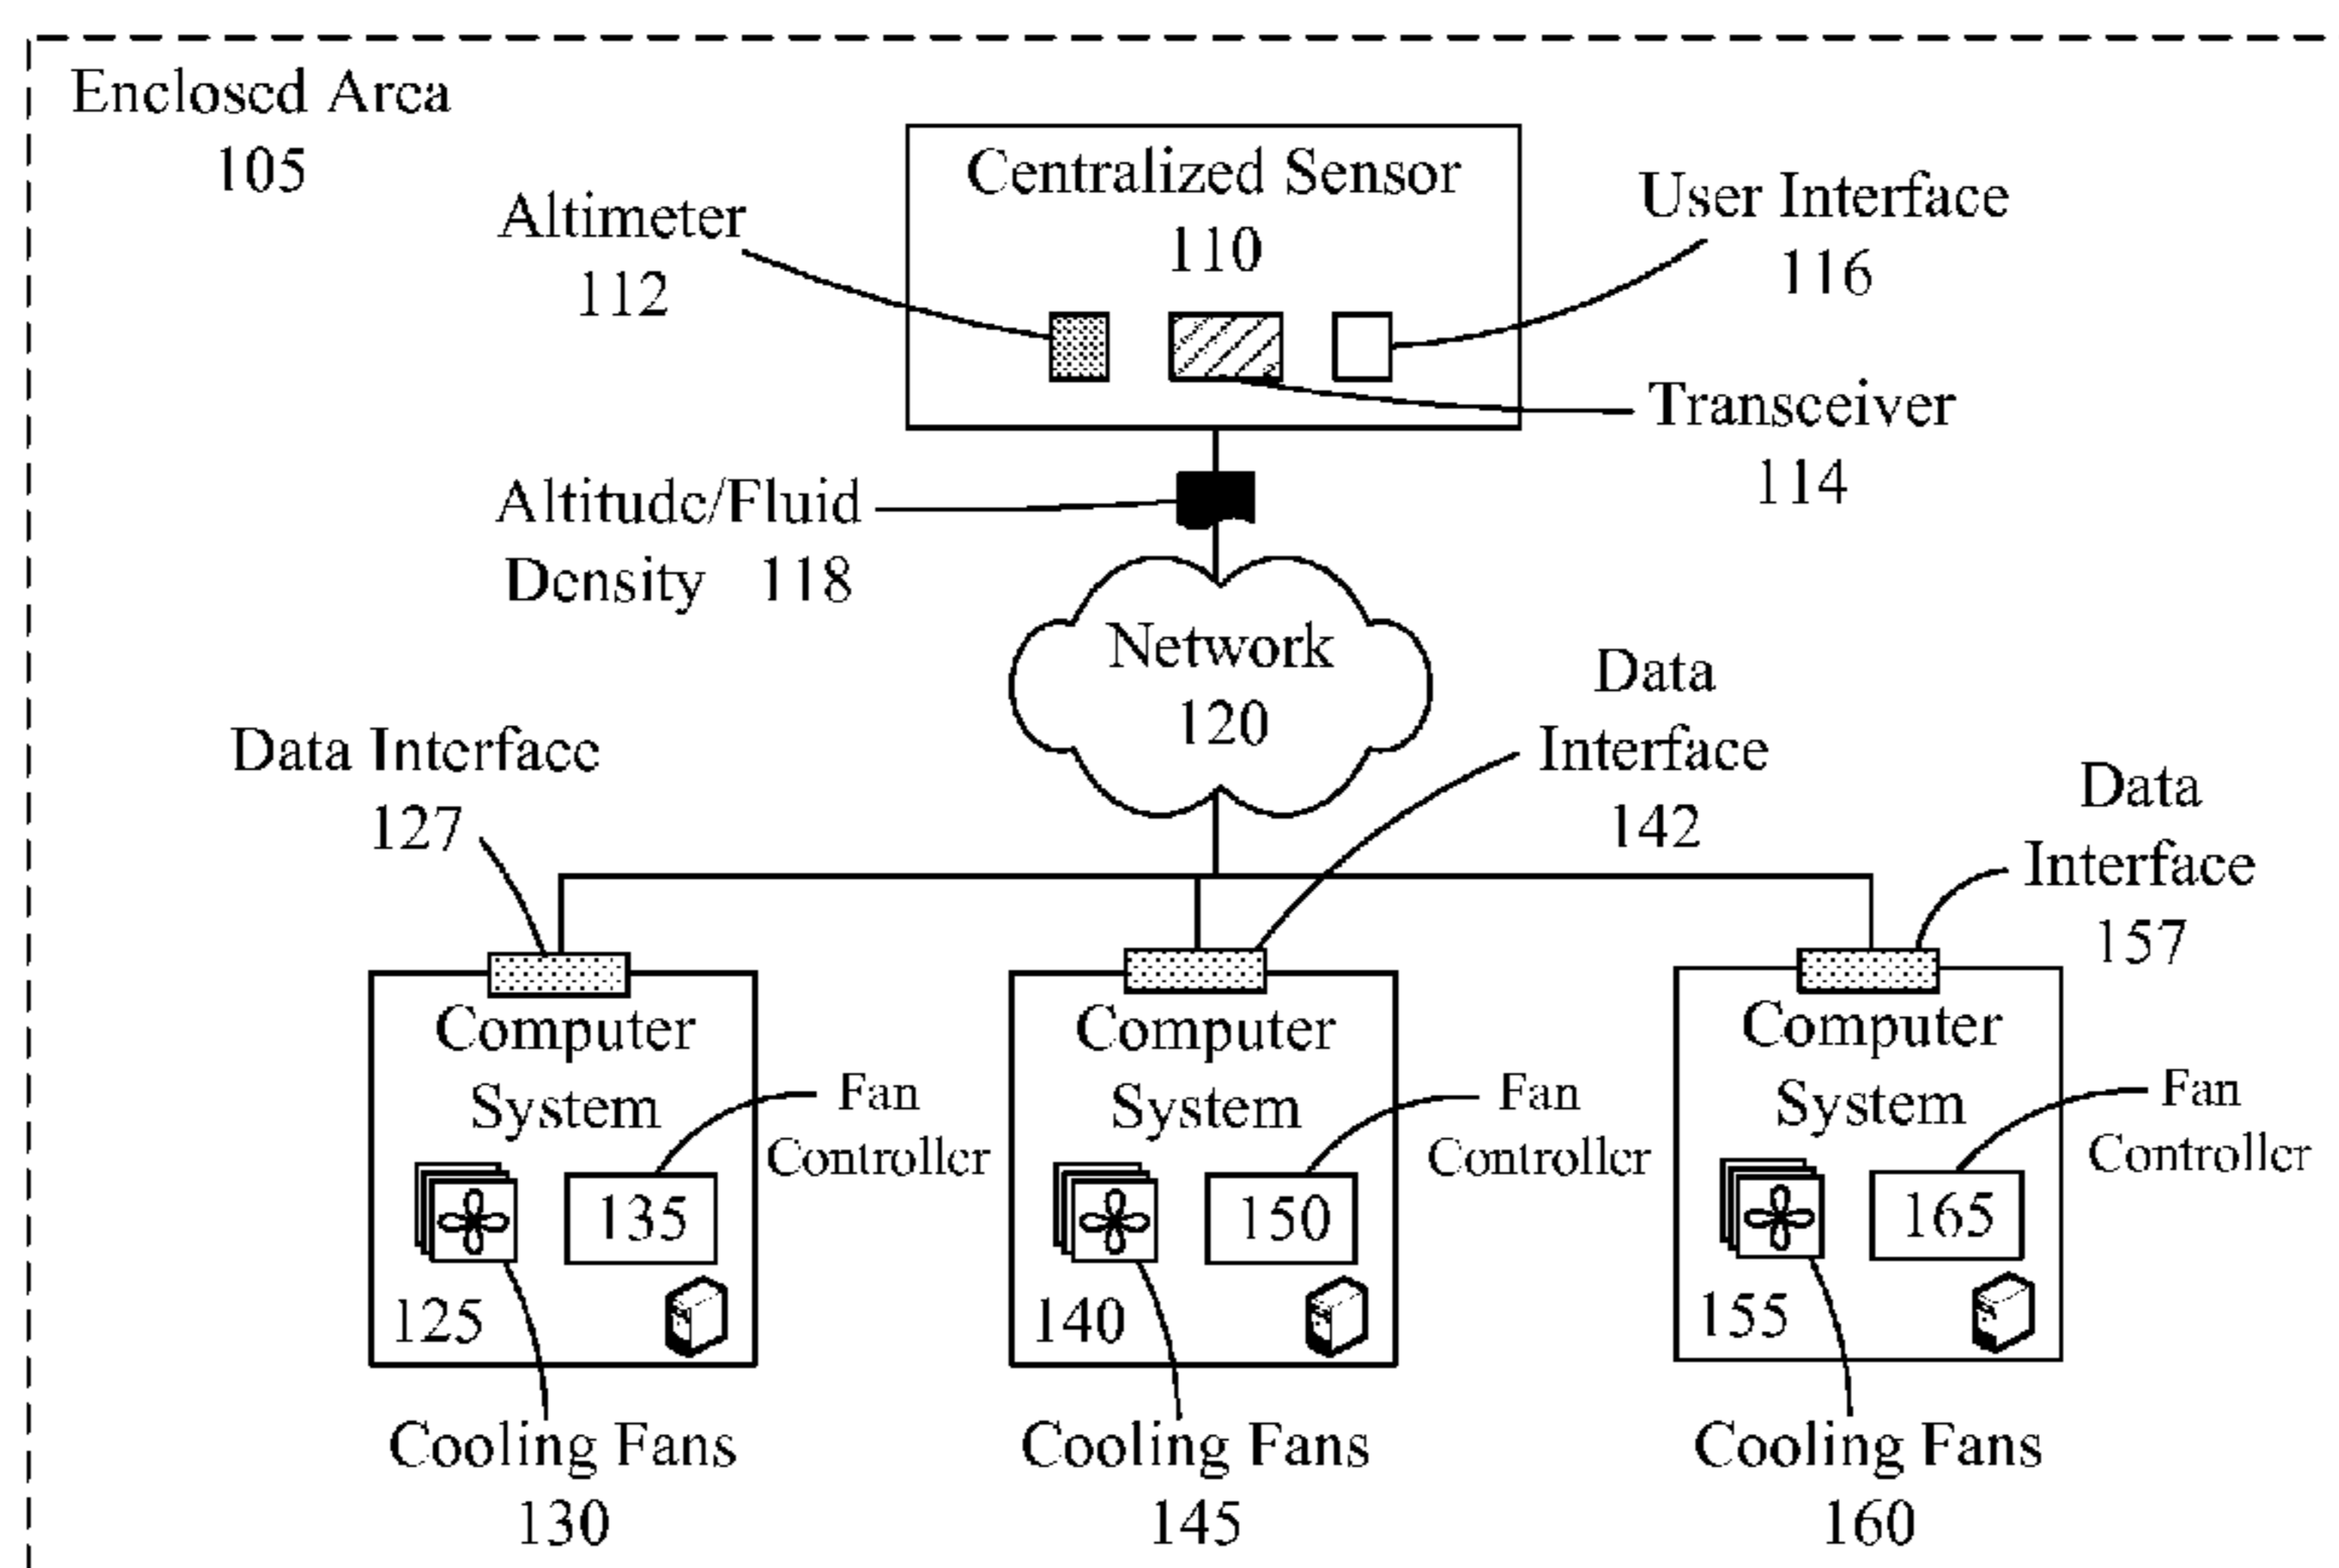 Enclosed Area
105
Centralized Sensor
110
Altimeter
112
User Interface
116
Transceiver
114
Altitude/Fluid
Density 118
Network
120
Data Interface
127
Data
Interface
142
Data
Interface
157
Computer
System
Fan
Controller
135
125
Cooling Fans
130
Computer
System
Fan
Controller
150
140
Cooling Fans
145
Computer
System
Fan
Controller
165
155
Cooling Fans
160